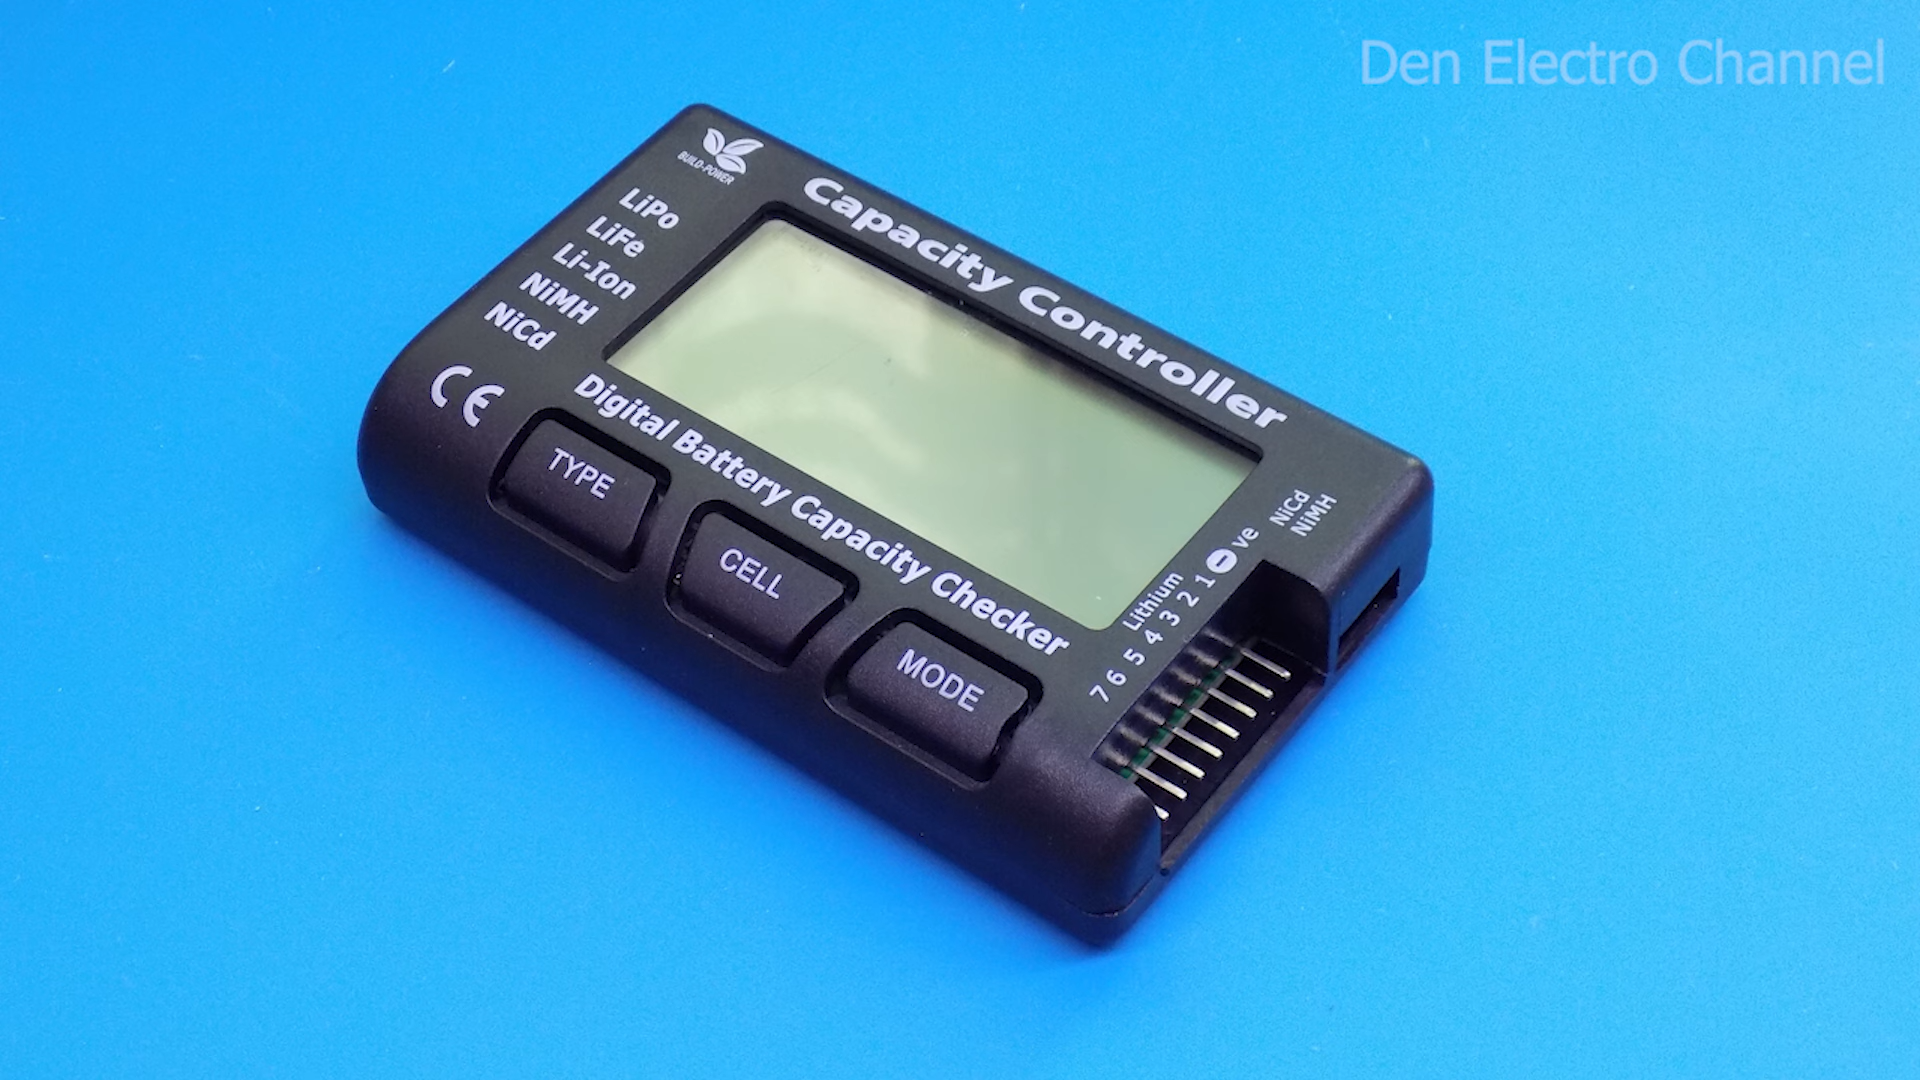 Den Electro Channel
BUILD-POWER
Capacity Controller
LiPo
LiFe
Li-Ion
NiMH
NiCd
CE
Digital Battery Capacity Checker
TYPE
CELL
MODE
NiCd
NiMH
Lithium
7 6 5 4 3 2 1 - ve